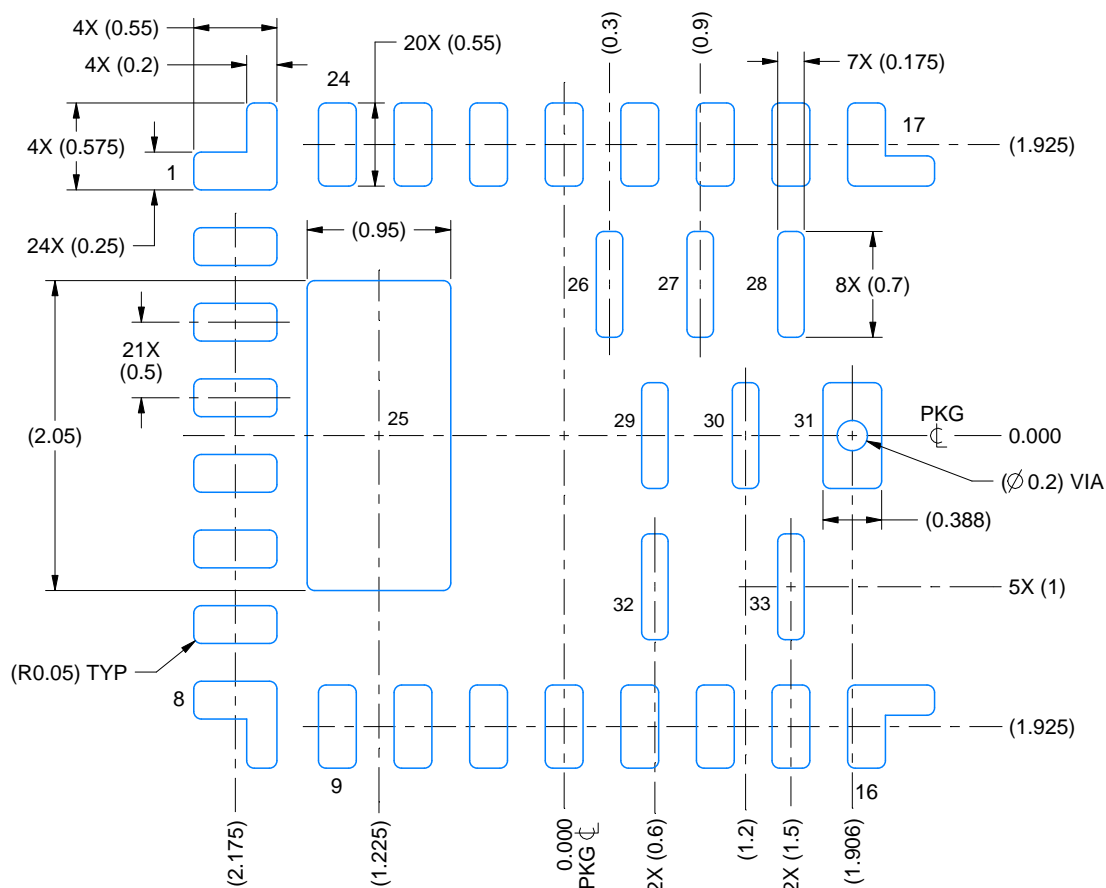 4X (0.55)
20X (0.55)
(0.3)
(0.9)
4X (0.2)
7X (0.175)
24
17
4X (0.575)
(1.925)
1
24X (0.25)
(0.95)
26
27
28
8X (0.7)
21X
(0.5)
(2.05)
25
29
30
31
PKG
0.000
(Ø 0.2) VIA
(0.388)
32
33
5X (1)
(R0.05) TYP
8
(1.925)
9
16
(2.175)
(1.225)
0.000
PKG
2X (0.6)
(1.2)
2X (1.5)
(1.906)